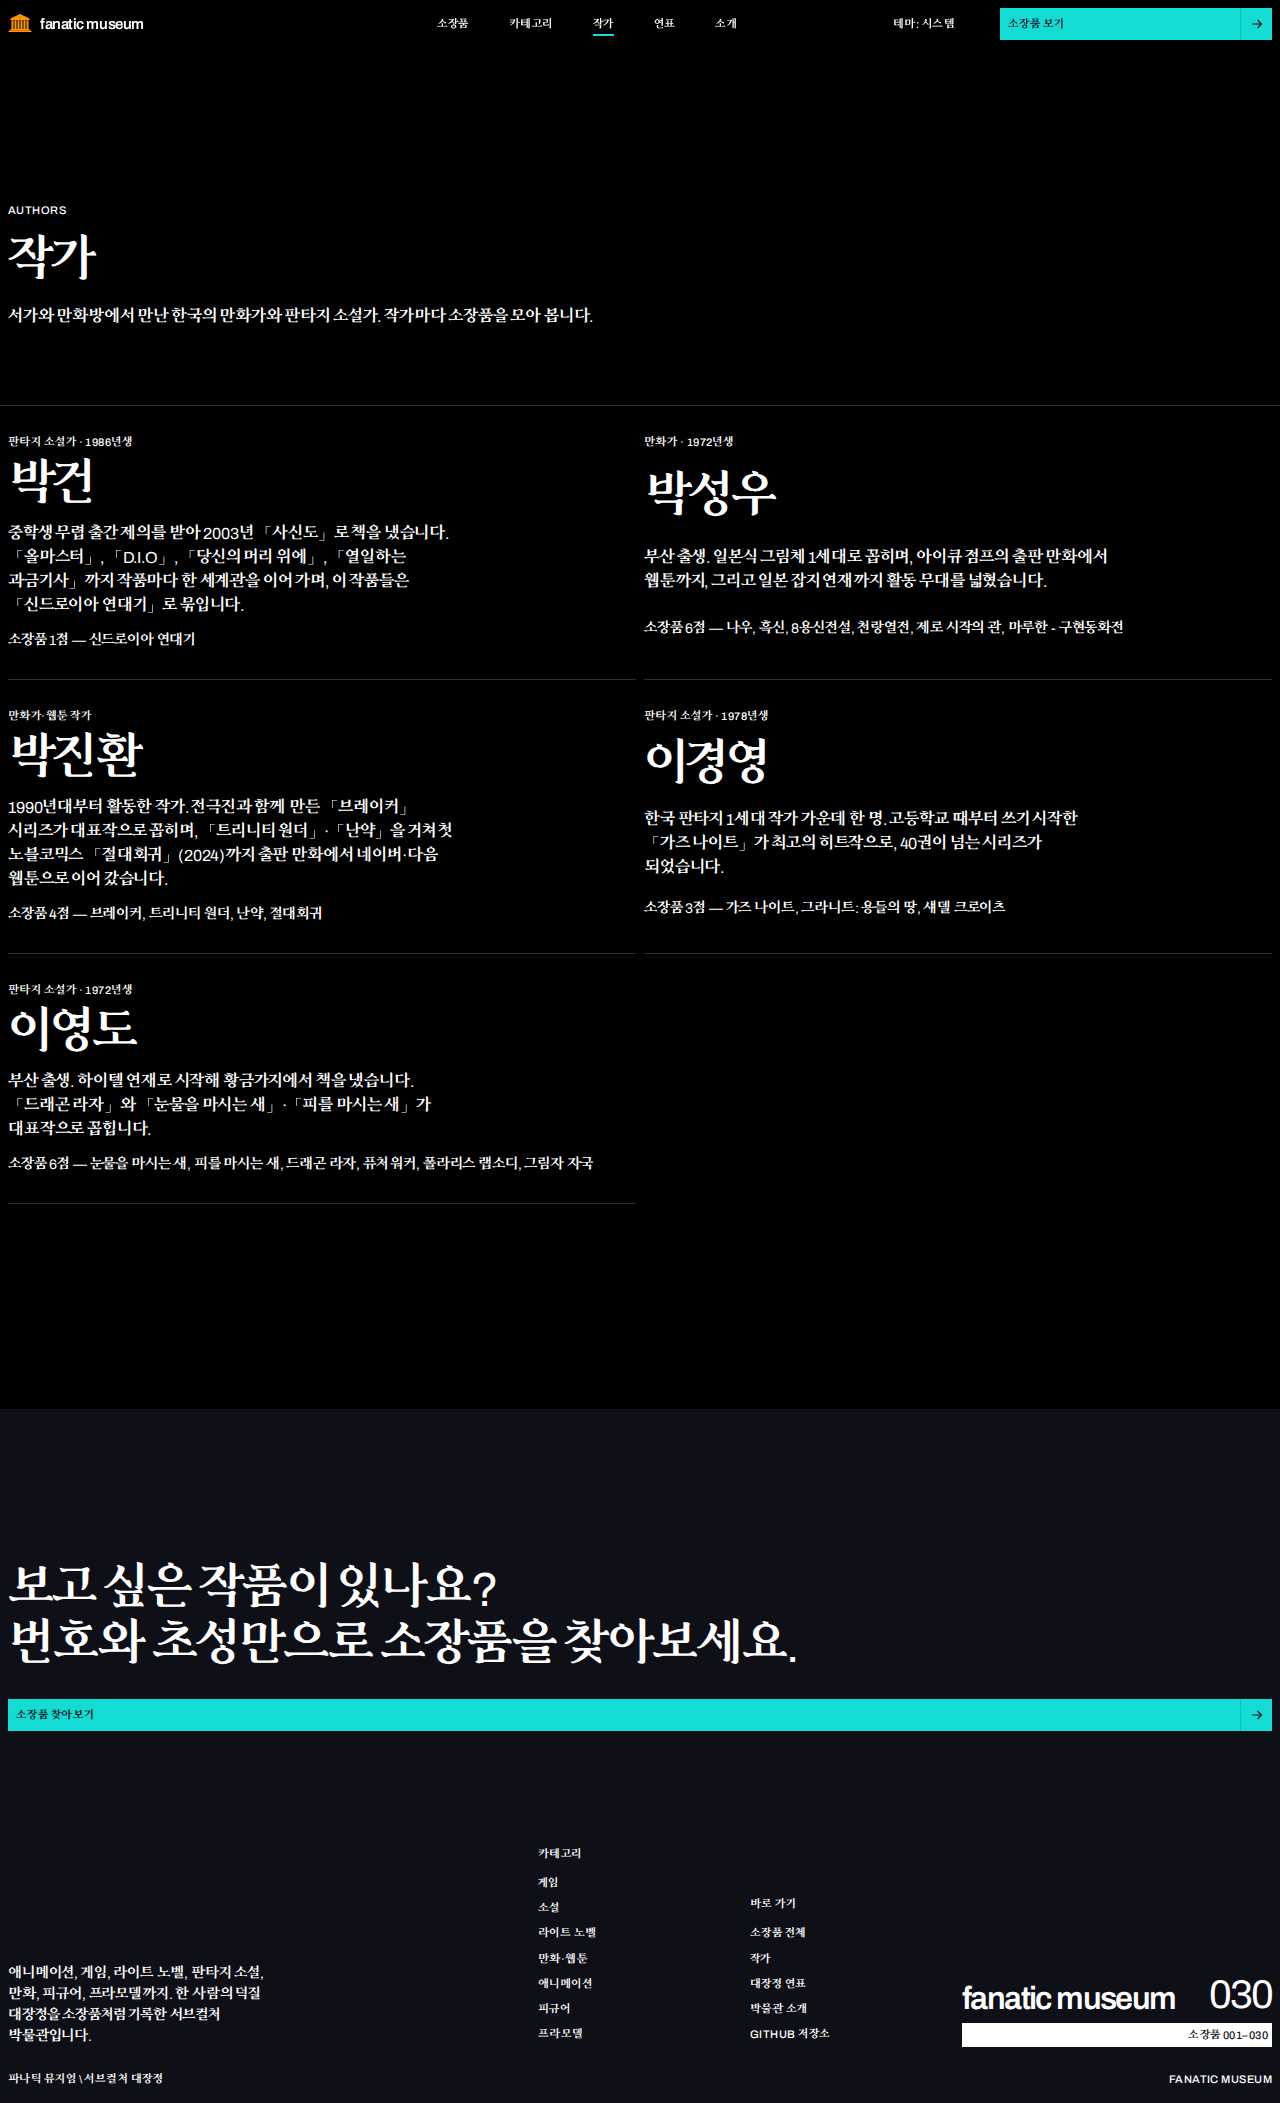 fanatic museum
소장품
카테고리
작가
연표
소개
테마: 시스템
소장품 보기
AUTHORS
작가
서가와 만화방에서 만난 한국의 만화가와 판타지 소설가. 작가마다 소장품을 모아 봅니다.
판타지 소설가 · 1986년생
박건
중학생 무렵 출간 제의를 받아 2003년 「사신도」로 책을 냈습니다.
「올마스터」, 「D.I.O」, 「당신의 머리 위에」, 「열일하는
과금기사」까지 작품마다 한 세계관을 이어 가며, 이 작품들은
「신드로이아 연대기」로 묶입니다.
소장품 1점 — 신드로이아 연대기
만화가 · 1972년생
박성우
부산 출생. 일본식 그림체 1세대로 꼽히며, 아이큐 점프의 출판 만화에서
웹툰까지, 그리고 일본 잡지 연재까지 활동 무대를 넓혔습니다.
소장품 6점 — 나우, 흑신, 8용신전설, 천랑열전, 제로 시작의 관, 마루한 - 구현동화전
만화가·웹툰 작가
박진환
1990년대부터 활동한 작가. 전극진과 함께 만든 「브레이커」
시리즈가 대표작으로 꼽히며, 「트리니티 원더」·「난약」을 거쳐 첫
노블코믹스 「절대회귀」(2024)까지 출판 만화에서 네이버·다음
웹툰으로 이어 갔습니다.
소장품 4점 — 브레이커, 트리니티 원더, 난약, 절대회귀
판타지 소설가 · 1978년생
이경영
한국 판타지 1세대 작가 가운데 한 명. 고등학교 때부터 쓰기 시작한
「가즈 나이트」가 최고의 히트작으로, 40권이 넘는 시리즈가
되었습니다.
소장품 3점 — 가즈 나이트, 그라니트: 용들의 땅, 섀델 크로이츠
판타지 소설가 · 1972년생
이영도
부산 출생. 하이텔 연재로 시작해 황금가지에서 책을 냈습니다.
「드래곤 라자」와 「눈물을 마시는 새」·「피를 마시는 새」가
대표작으로 꼽힙니다.
소장품 6점 — 눈물을 마시는 새, 피를 마시는 새, 드래곤 라자, 퓨처 워커, 폴라리스 랩소디, 그림자 자국
보고 싶은 작품이 있나요?
번호와 초성만으로 소장품을 찾아보세요.
소장품 찾아보기
애니메이션, 게임, 라이트 노벨, 판타지 소설,
만화, 피규어, 프라모델까지. 한 사람의 덕질
대장정을 소장품처럼 기록한 서브컬처
박물관입니다.
카테고리
게임
소설
라이트 노벨
만화·웹툰
애니메이션
피규어
프라모델
바로 가기
소장품 전체
작가
대장정 연표
박물관 소개
GITHUB 저장소
fanatic museum
030
소장품 001–030
파나틱 뮤지엄 \ 서브컬처 대장정
FANATIC MUSEUM